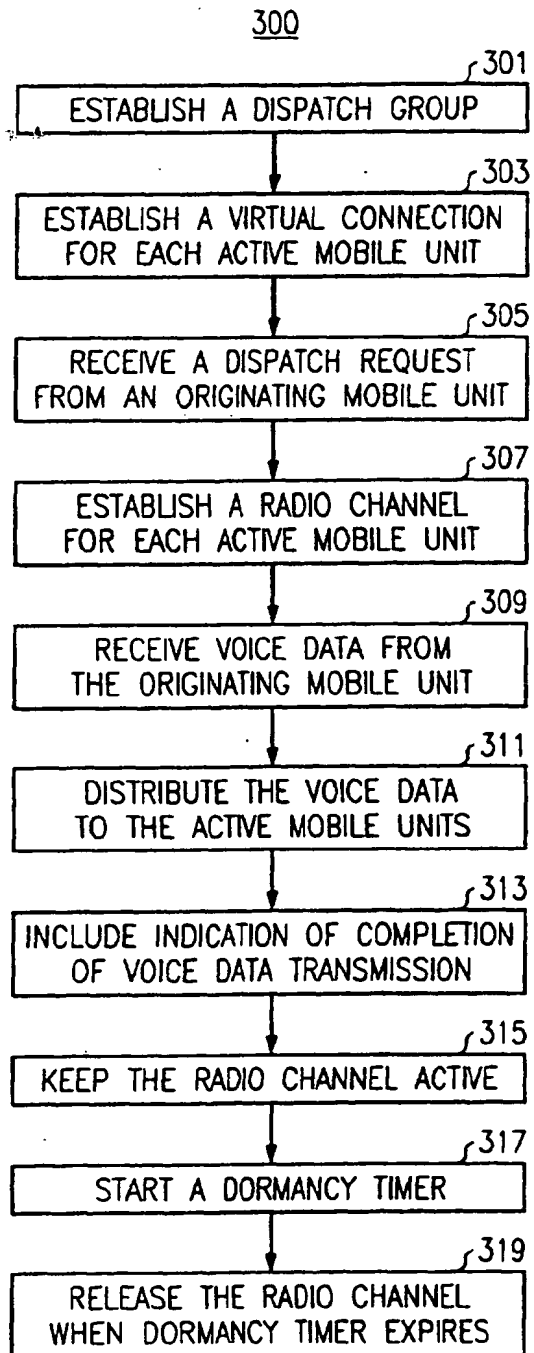 300
301
ESTABLISH A DISPATCH GROUP
303
ESTABLISH A VIRTUAL CONNECTION
FOR EACH ACTIVE MOBILE UNIT
305
RECEIVE A DISPATCH REQUEST
FROM AN ORIGINATING MOBILE UNIT
307
ESTABLISH A RADIO CHANNEL
FOR EACH ACTIVE MOBILE UNIT
309
RECEIVE VOICE DATA FROM
THE ORIGINATING MOBILE UNIT
311
DISTRIBUTE THE VOICE DATA
TO THE ACTIVE MOBILE UNITS
313
INCLUDE INDICATION OF COMPLETION
OF VOICE DATA TRANSMISSION
315
KEEP THE RADIO CHANNEL ACTIVE
317
START A DORMANCY TIMER
319
RELEASE THE RADIO CHANNEL
WHEN DORMANCY TIMER EXPIRES